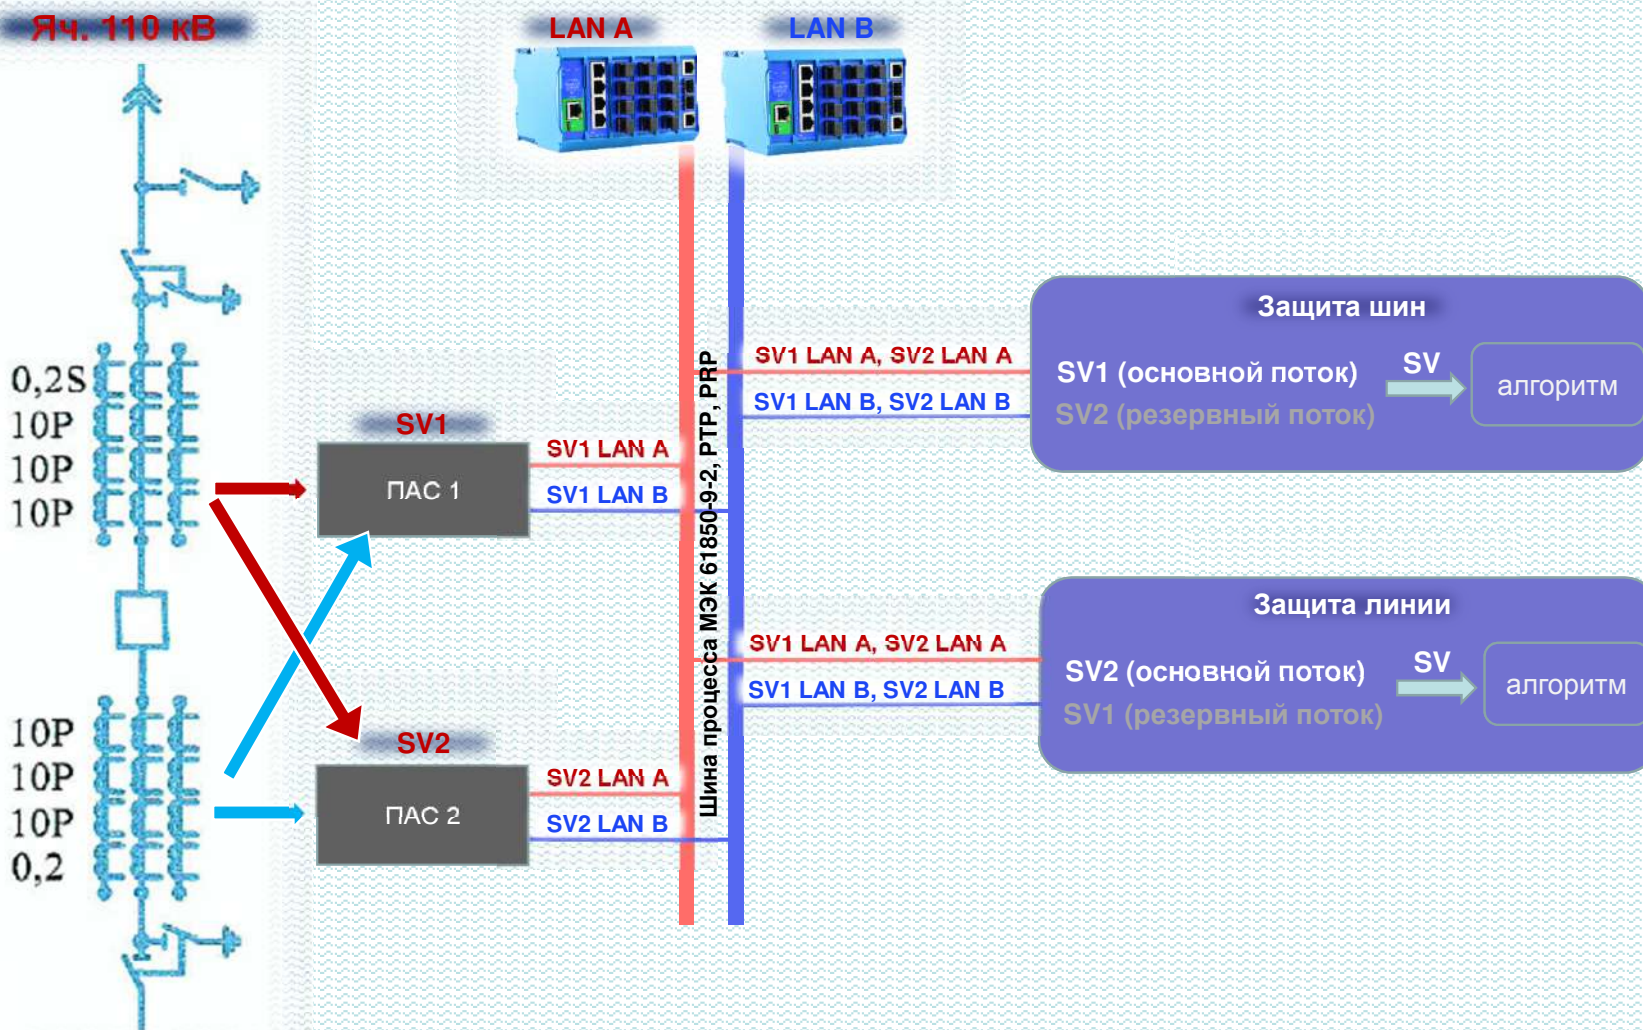 Яч. 110 кВ
LAN A
LAN B
0,2S
10P
10P
10P
10P
10P
10P
0,2
SV1
ПАС 1
SV1 LAN A
SV1 LAN B
SV2
ПАС 2
SV2 LAN A
SV2 LAN B
Шина процесса МЭК 61850-9-2, PTP, PRP
SV1 LAN A, SV2 LAN A
SV1 LAN B, SV2 LAN B
Защита шин
SV1 (основной поток)
SV2 (резервный поток)
SV
алгоритм
SV1 LAN A, SV2 LAN A
SV1 LAN B, SV2 LAN B
Защита линии
SV2 (основной поток)
SV1 (резервный поток)
SV
алгоритм